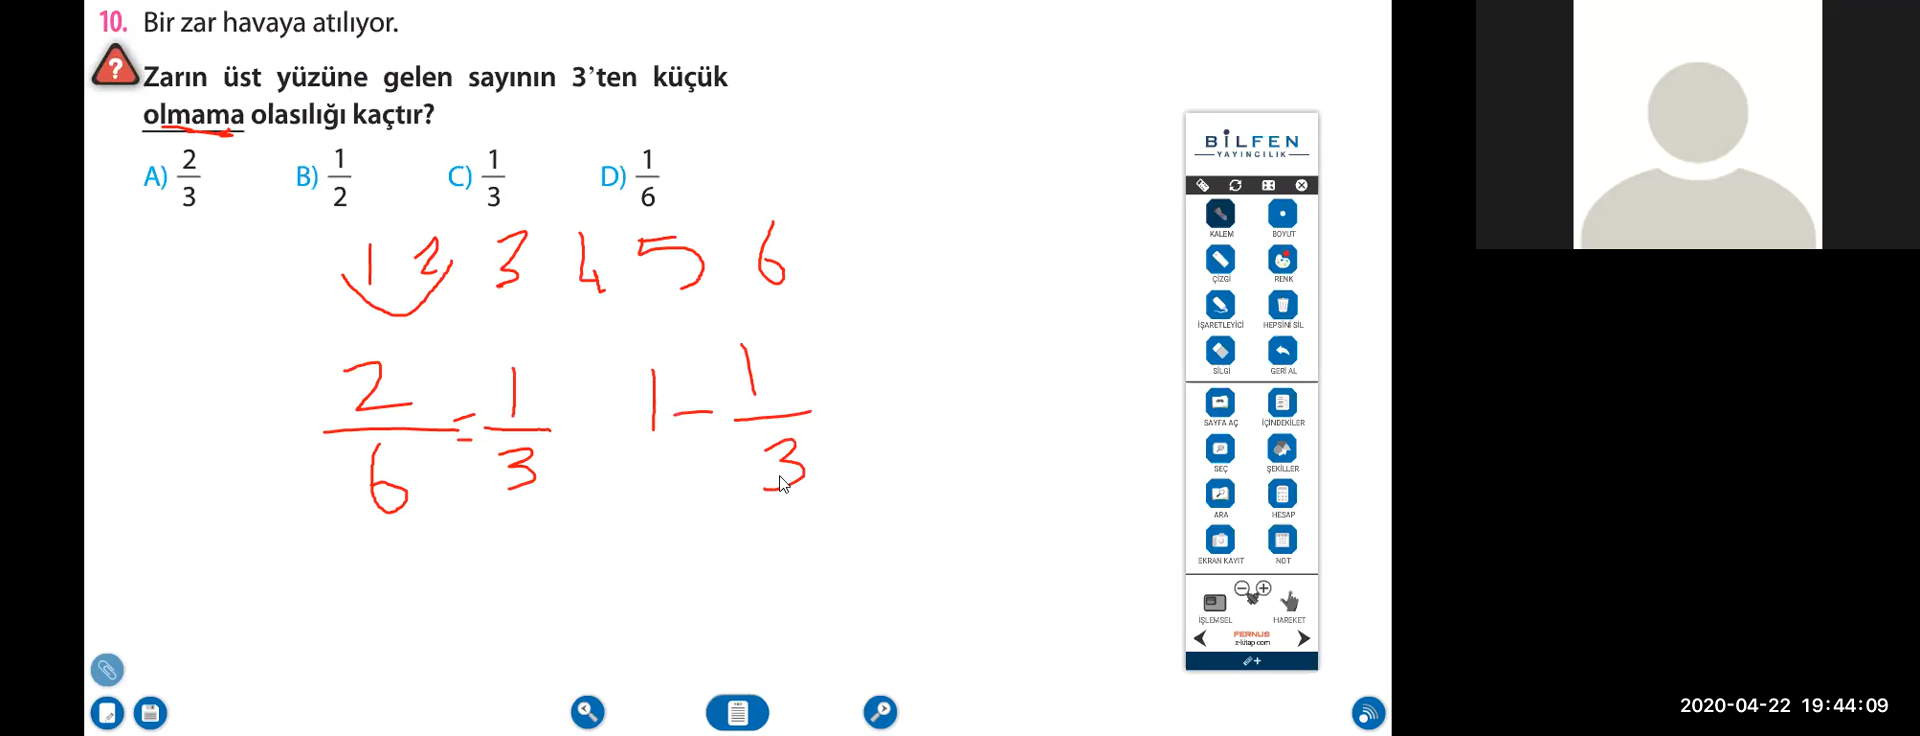 10. Bir zar havaya atılıyor.
?
Zarın üst yüzüne gelen sayının 3'ten küçük
olmama olasılığı kaçtır?
A) 2/3 B) 1/2 C) 1/3 D) 1/6
1 2 3 4 5 6
2/6 = 1/3 1 - 1/3
BİLFEN
YAYINCILIK
KALEM BOYUT
ÇİZGİ RENK
İŞARETLEYİCİ HEPSİNİ SİL
SİLGİ GERİ AL
SAYFA AÇ İÇİNDEKİLER
SEÇ ŞEKİLLER
ARA HESAP
EKRAN KAYIT NOT
İŞLEMSEL HAREKET
FERNUS
z-kitap.com
2020-04-22 19:44:09